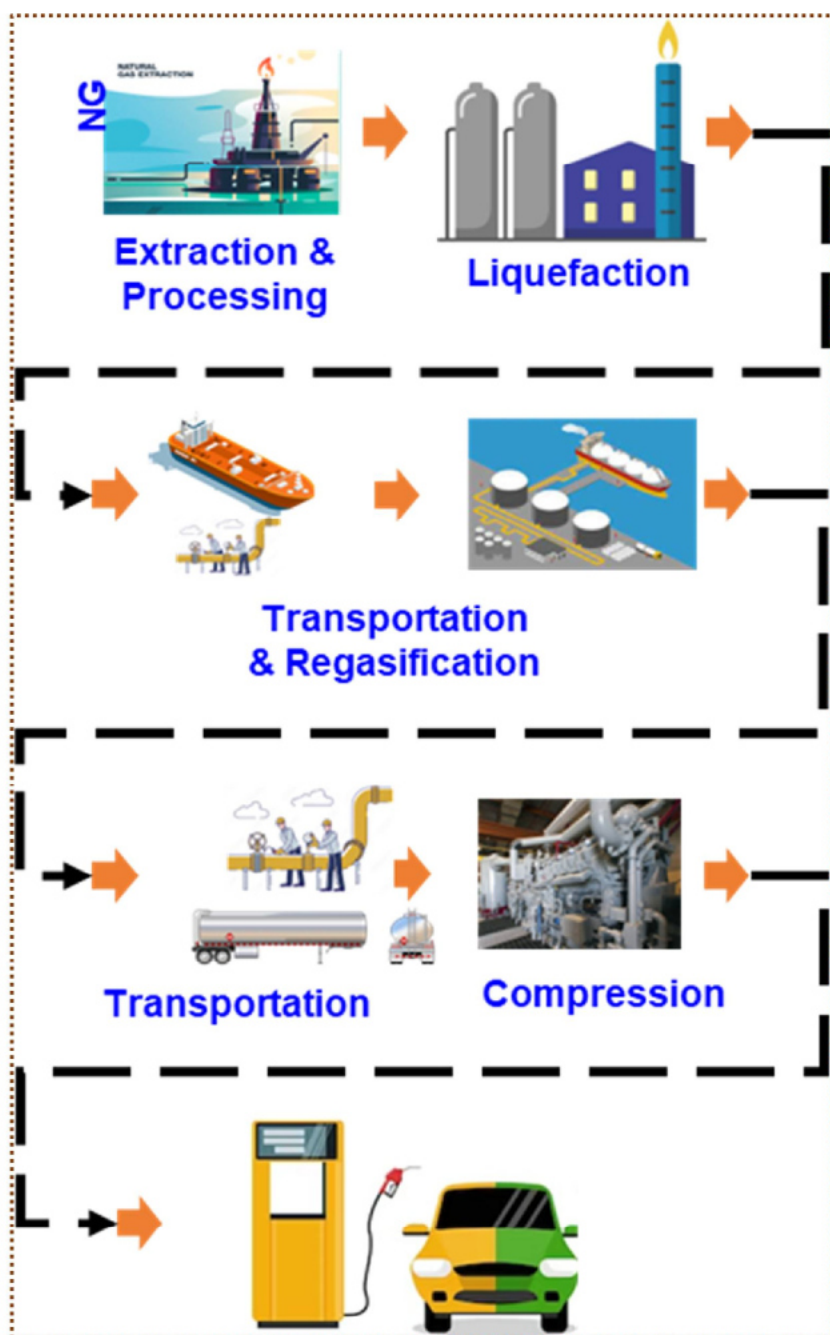 NATURAL
GAS EXTRACTION
NG
Extraction &
Processing
Liquefaction
Transportation
& Regasification
Transportation
Compression